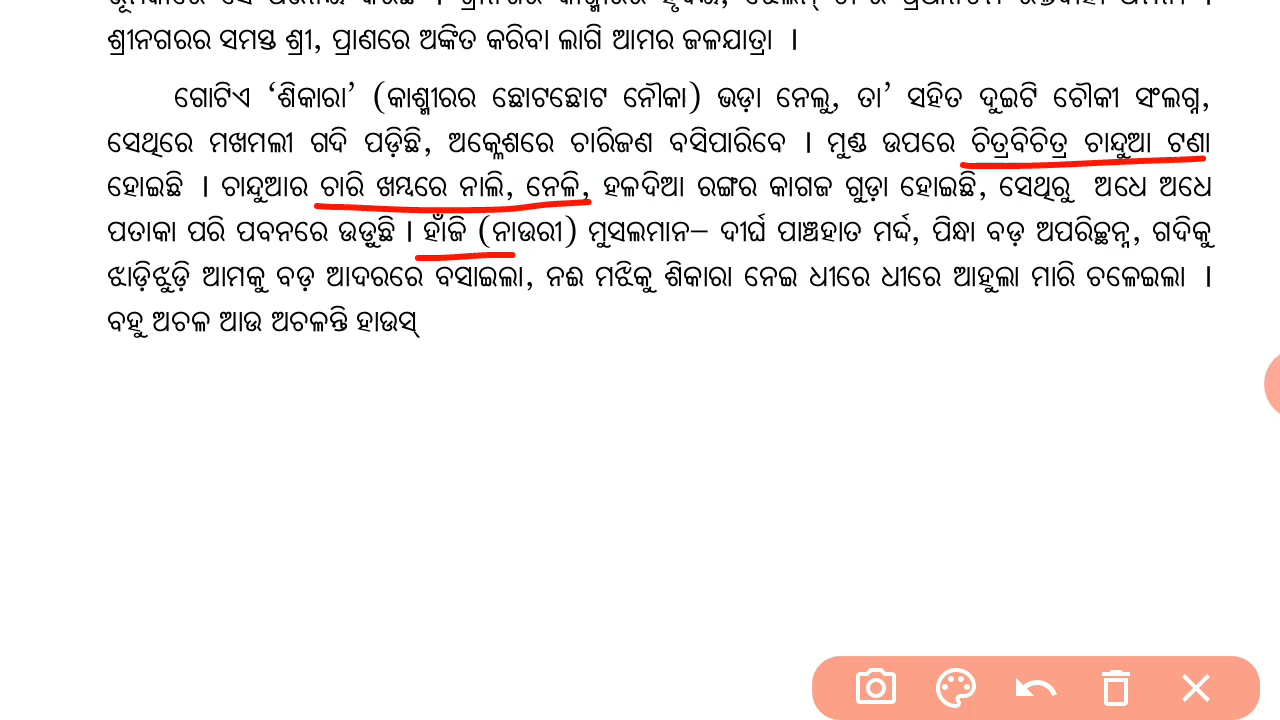 ଶ୍ରୀନଗରର ସମସ୍ତ ଶ୍ରୀ, ପ୍ରାଣରେ ଅଙ୍କିତ କରିବା ଲାଗି ଆମର ଜଳଯାତ୍ରା ।
ଗୋଟିଏ ‘ଶିକାରା’ (କାଶ୍ମୀରର ଛୋଟଛୋଟ ନୌକା) ଭଡ଼ା ନେଲୁ, ତା’ ସହିତ ଦୁଇଟି ଚୌକୀ ସଂଲଗ୍ନ,
ସେଥିରେ ମଖମଲୀ ଗଦି ପଡ଼ିଛି, ଅକ୍ଳେଶରେ ଚାରିଜଣ ବସିପାରିବେ । ମୁଣ୍ଡ ଉପରେ ଚିତ୍ରବିଚିତ୍ର ଚାନ୍ଦୁଆ ଟଣା
ହୋଇଛି । ଚାନ୍ଦୁଆର ଚାରି ଖମ୍ଭରେ ନାଲି, ନେଳି, ହଳଦିଆ ରଙ୍ଗର କାଗଜ ଗୁଡ଼ା ହୋଇଛି, ସେଥିରୁ ଅଧେ ଅଧେ
ପତାକା ପରି ପବନରେ ଉଡ଼ୁଛି । ହାଁଜି (ନାଉରୀ) ମୁସଲମାନ– ଦୀର୍ଘ ପାଞ୍ଚହାତ ମର୍ଦ୍ଦ, ପିନ୍ଧା ବଡ଼ ଅପରିଚ୍ଛନ୍ନ, ଗଦିକୁ
ଝାଡ଼ିଝୁଡ଼ି ଆମକୁ ବଡ଼ ଆଦରରେ ବସାଇଲା, ନଈ ମଝିକୁ ଶିକାରା ନେଇ ଧୀରେ ଧୀରେ ଆହୁଲା ମାରି ଚଳେଇଲା ।
ବହୁ ଅଚଳ ଆଉ ଅଚଳନ୍ତି ହାଉସ୍